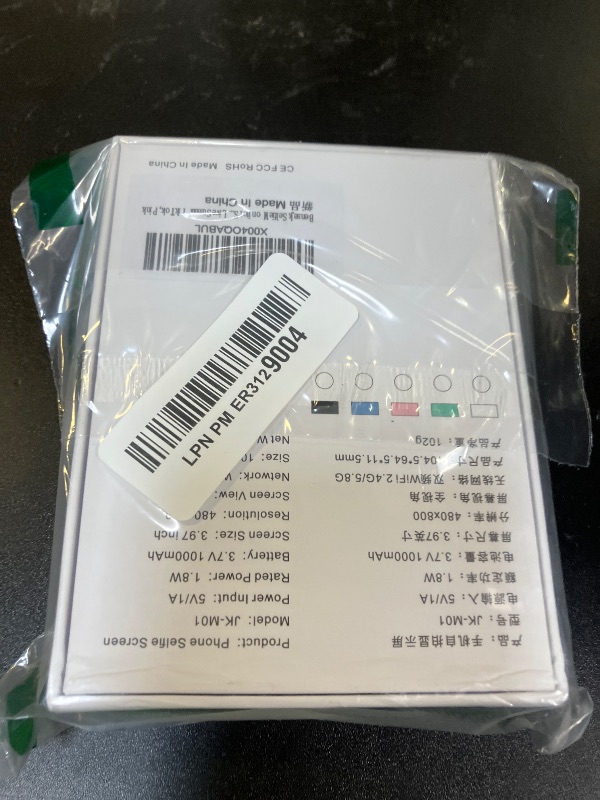 产品：手机自拍显示屏
型号：JK-M01
电源输入：5V/1A
额定功率：1.8W
电池容量：3.7V 1000mAh
屏幕尺寸：3.97英寸
分辨率：480x800
屏幕视角：全视角
无线网络：双频WiFi2.4G/5.8G
产品尺寸：104.5*64.5*11.5mm
产品净重：102g
Product: Phone Selfie Screen
Model: JK-M01
Power Input: 5V/1A
Rated Power: 1.8W
Battery: 3.7V 1000mAh
Screen Size: 3.97 inch
Resolution: 480
Screen View:
Network: W
Size: 10
Net W
LPN PM ER3129004
X004OQABUL
TikTok, Pink
新品 Made in China
CE FCC RoHS Made In China